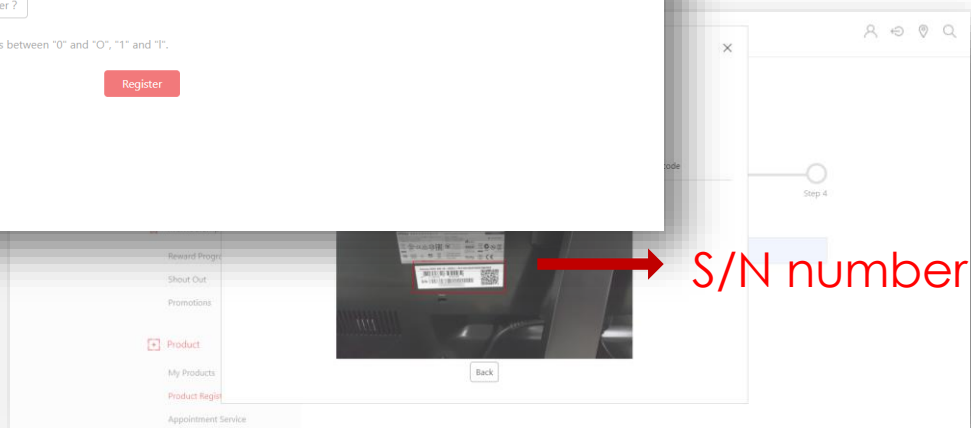 er ?
s between "0" and "O", "1" and "l".
Register
code
Step 4
Reward Progr
Shout Out
S/N number
Promotions
Product
My Products
Back
Product Regist
Appointment Service